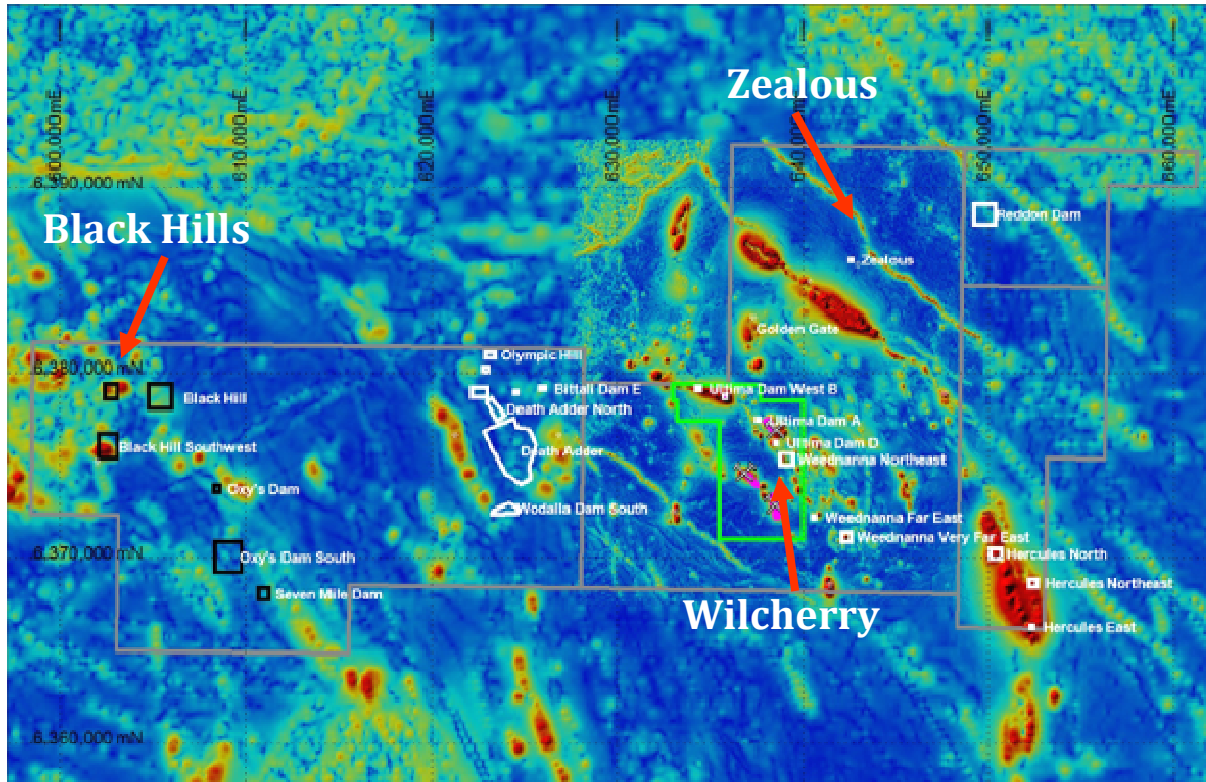 Zealous
600,000mE
610,000mE
620,000mE
630,000mE
640,000mE
650,000mE
660,000mE
6,390,000 mN
Black Hills
Reddoin Dam
Zealous
Goldem Gate
Olympic Hill
6,380,000 mN
Bittali Dam E
Ultima Dam West B
Black Hill
Death Adder North
Ultima Dam A
Ultima Dam D
Black Hill Southwest
Death Adder
Weednanna Northeast
Oxy's Dam
Wodalla Dam South
Weednanna Far East
Weednanna Very Far East
6,370,000 mN
Oxy's Dam South
Hercules North
Hercules Northeast
Seven Mile Dam
Wilcherry
Hercules East
6,360,000 mN